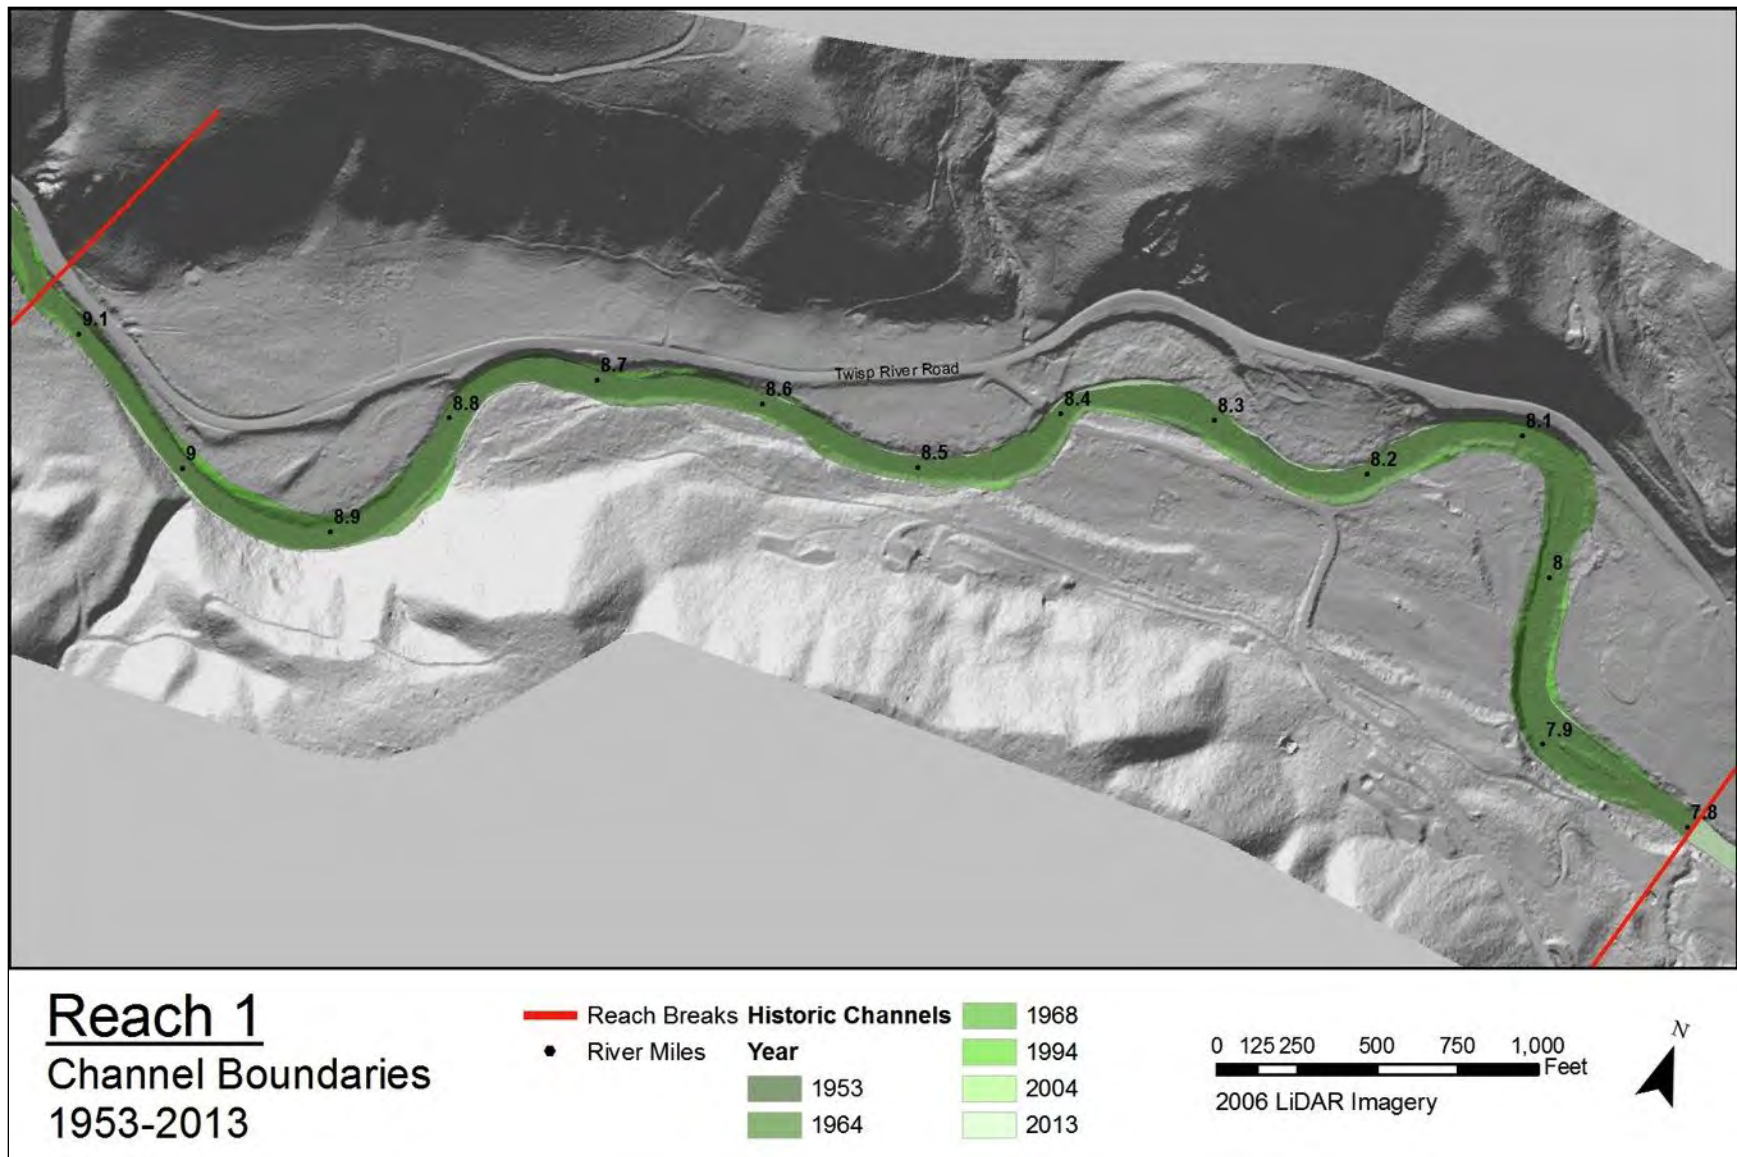 9.1
8.7
8.6
Twisp River Road
8.8
8.4
8.3
8.1
9
8.5
8.2
8.9
8
7.9
7.8
Reach 1
Channel Boundaries
1953-2013
Reach Breaks
River Miles
Historic Channels
Year
1953
1964
1968
1994
2004
2013
0 125 250 500 750 1,000
Feet
2006 LiDAR Imagery
N